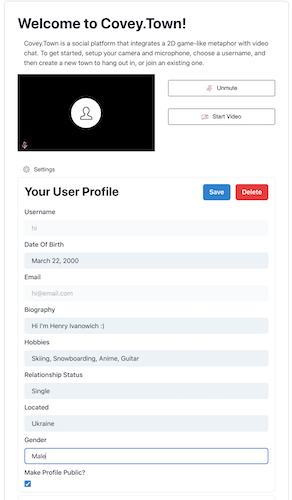 Welcome to Covey.Town!
Covey.Town is a social platform that integrates a 2D game-like metaphor with video
chat. To get started, setup your camera and microphone, choose a username, and
then create a new town to hang out in, or join an existing one.
Unmute
Start Video
Settings
Your User Profile
Save
Delete
Username
hi
Date Of Birth
March 22, 2000
Email
hi@email.com
Biography
Hi I'm Henry Ivanowich :)
Hobbies
Skiing, Snowboarding, Anime, Guitar
Relationship Status
Single
Located
Ukraine
Gender
Male
Make Profile Public?